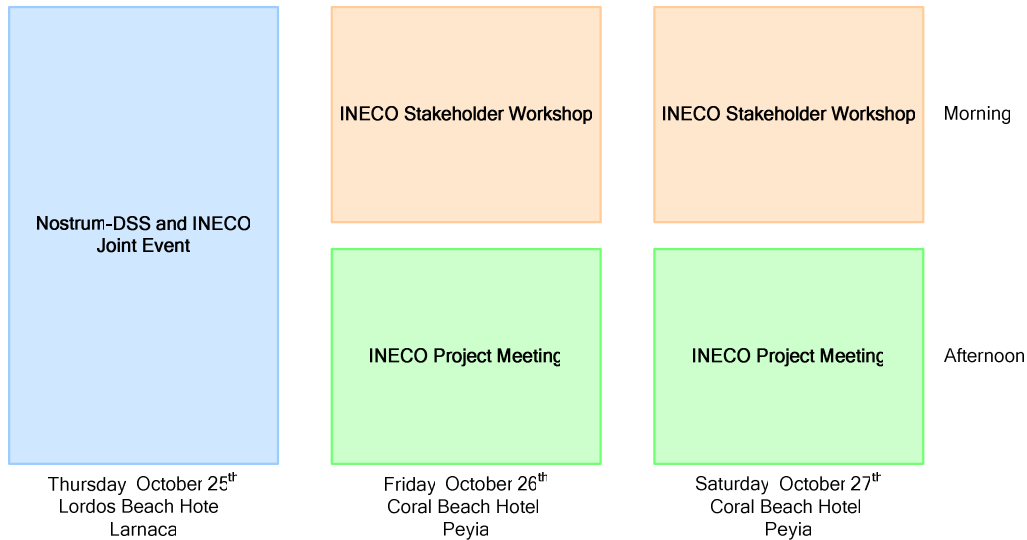 INECO Stakeholder Workshop
INECO Stakeholder Workshop
Morning
Nostrum-DSS and INECO
Joint Event
INECO Project Meeting
INECO Project Meeting
Afternoon
Thursday October 25th
Lordos Beach Hote
Larnaca
Friday October 26th
Coral Beach Hotel
Peyia
Saturday October 27th
Coral Beach Hotel
Peyia